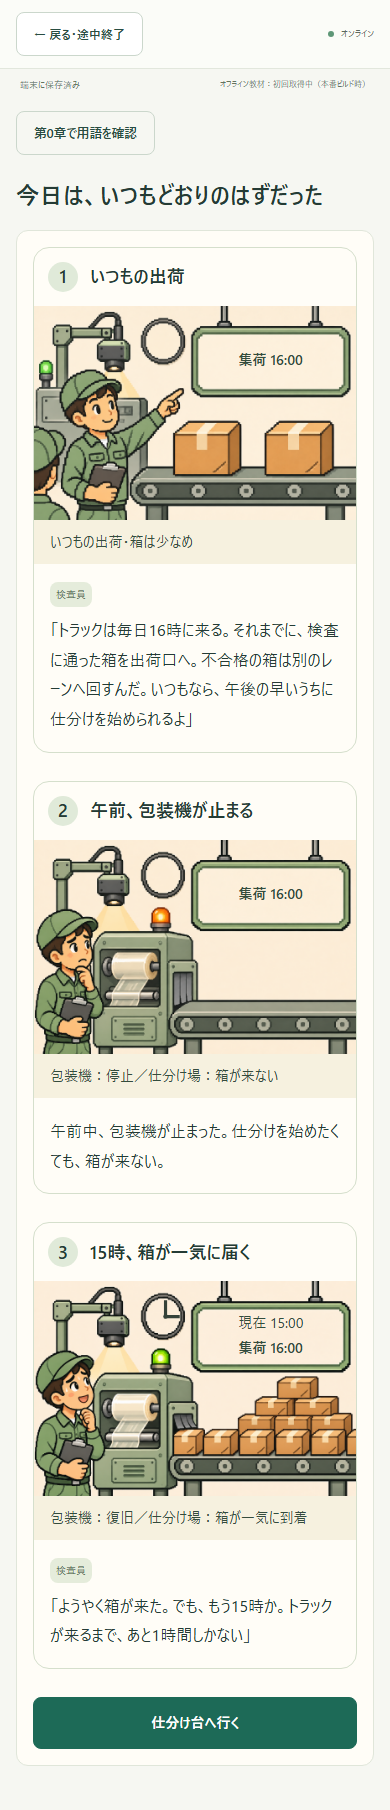 ← 戻る・途中終了
オンライン
端末に保存済み
オフライン教材：初回取得中（本番ビルド時）
第0章で用語を確認
今日は、いつもどおりのはずだった
1 いつもの出荷
集荷 16:00
いつもの出荷・箱は少なめ
検査員
「トラックは毎日16時に来る。それまでに、検査
に通った箱を出荷口へ。不合格の箱は別のレ
ーンへ回すんだ。いつもなら、午後の早いうちに
仕分けを始められるよ」
2 午前、包装機が止まる
集荷 16:00
包装機：停止／仕分け場：箱が来ない
午前中、包装機が止まった。仕分けを始めたく
ても、箱が来ない。
3 15時、箱が一気に届く
現在 15:00
集荷 16:00
包装機：復旧／仕分け場：箱が一気に到着
検査員
「ようやく箱が来た。でも、もう15時か。トラック
が来るまで、あと1時間しかない」
仕分け台へ行く